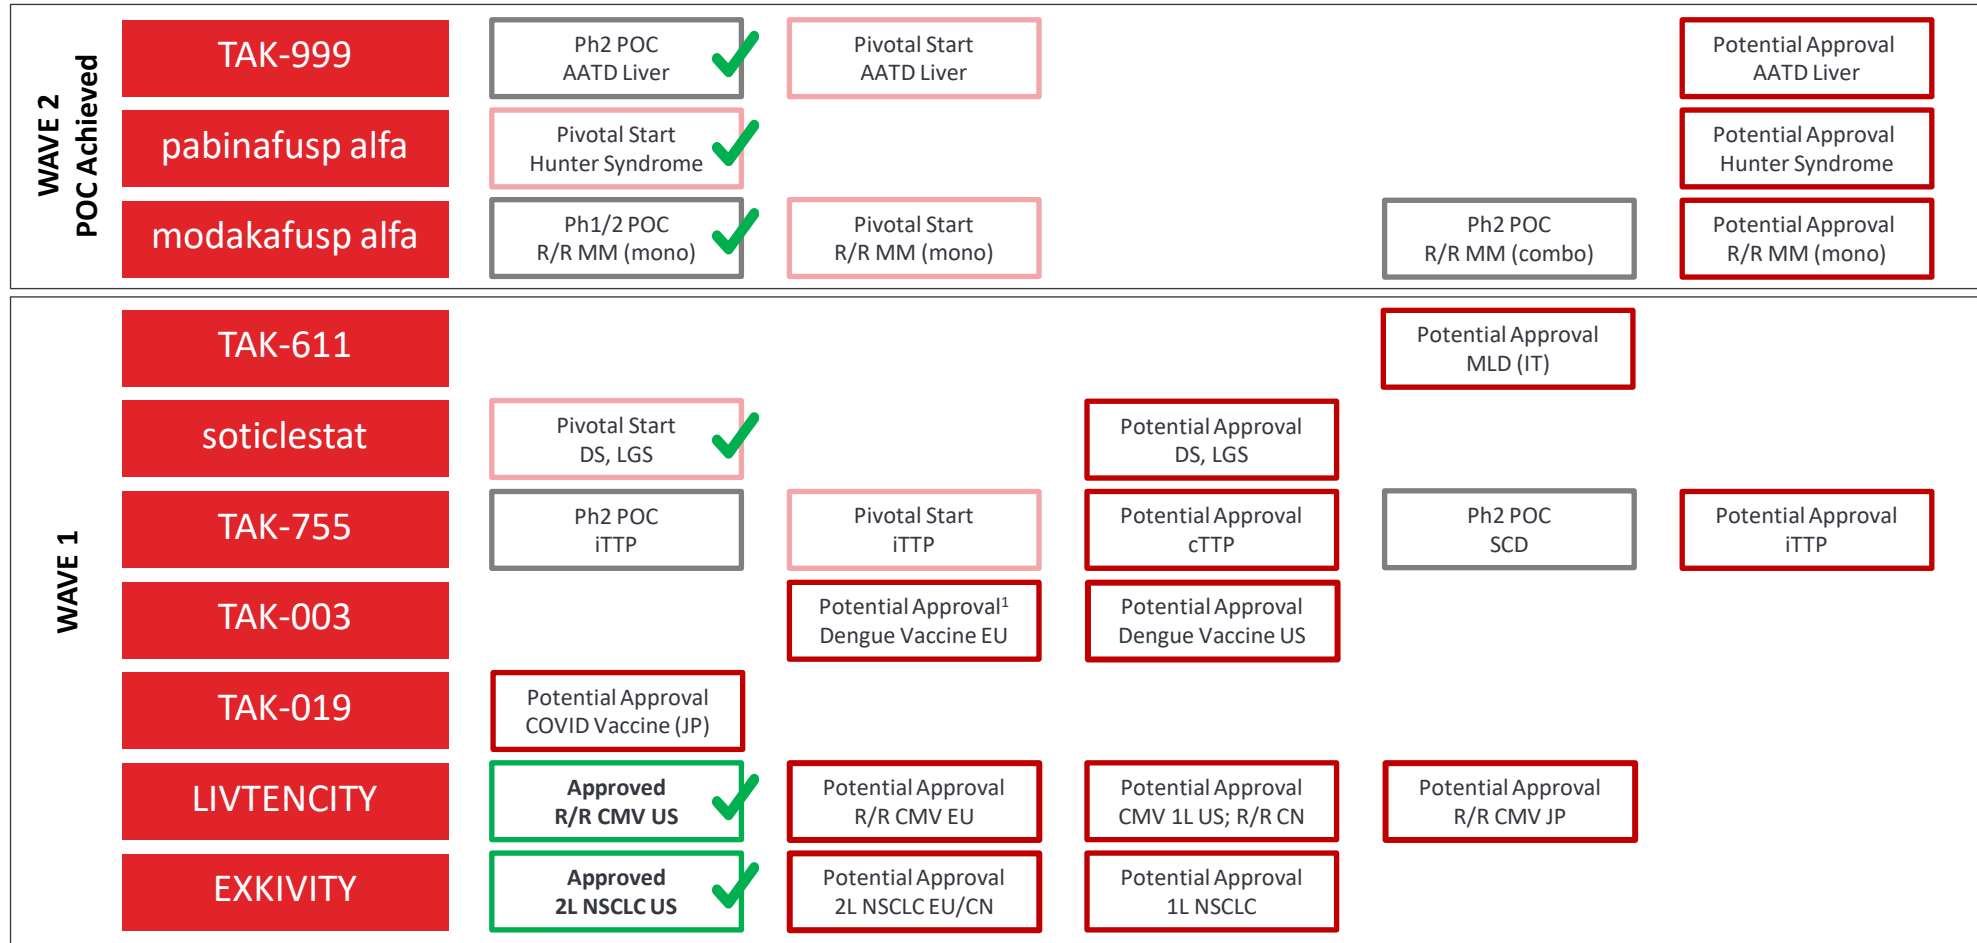 WAVE 2
POC Achieved
TAK-999
Ph2 POC
AATD Liver
Pivotal Start
AATD Liver
Potential Approval
AATD Liver
pabinafusp alfa
Pivotal Start
Hunter Syndrome
Potential Approval
Hunter Syndrome
modakafusp alfa
Ph1/2 POC
R/R MM (mono)
Pivotal Start
R/R MM (mono)
Ph2 POC
R/R MM (combo)
Potential Approval
R/R MM (mono)
WAVE 1
TAK-611
Potential Approval
MLD (IT)
soticlestat
Pivotal Start
DS, LGS
Potential Approval
DS, LGS
TAK-755
Ph2 POC
iTTP
Pivotal Start
iTTP
Potential Approval
cTTP
Ph2 POC
SCD
Potential Approval
iTTP
TAK-003
Potential Approval¹
Dengue Vaccine EU
Potential Approval
Dengue Vaccine US
TAK-019
Potential Approval
COVID Vaccine (JP)
LIVTENCITY
Approved
R/R CMV US
Potential Approval
R/R CMV EU
Potential Approval
CMV 1L US; R/R CN
Potential Approval
R/R CMV JP
EXKIVITY
Approved
2L NSCLC US
Potential Approval
2L NSCLC EU/CN
Potential Approval
1L NSCLC